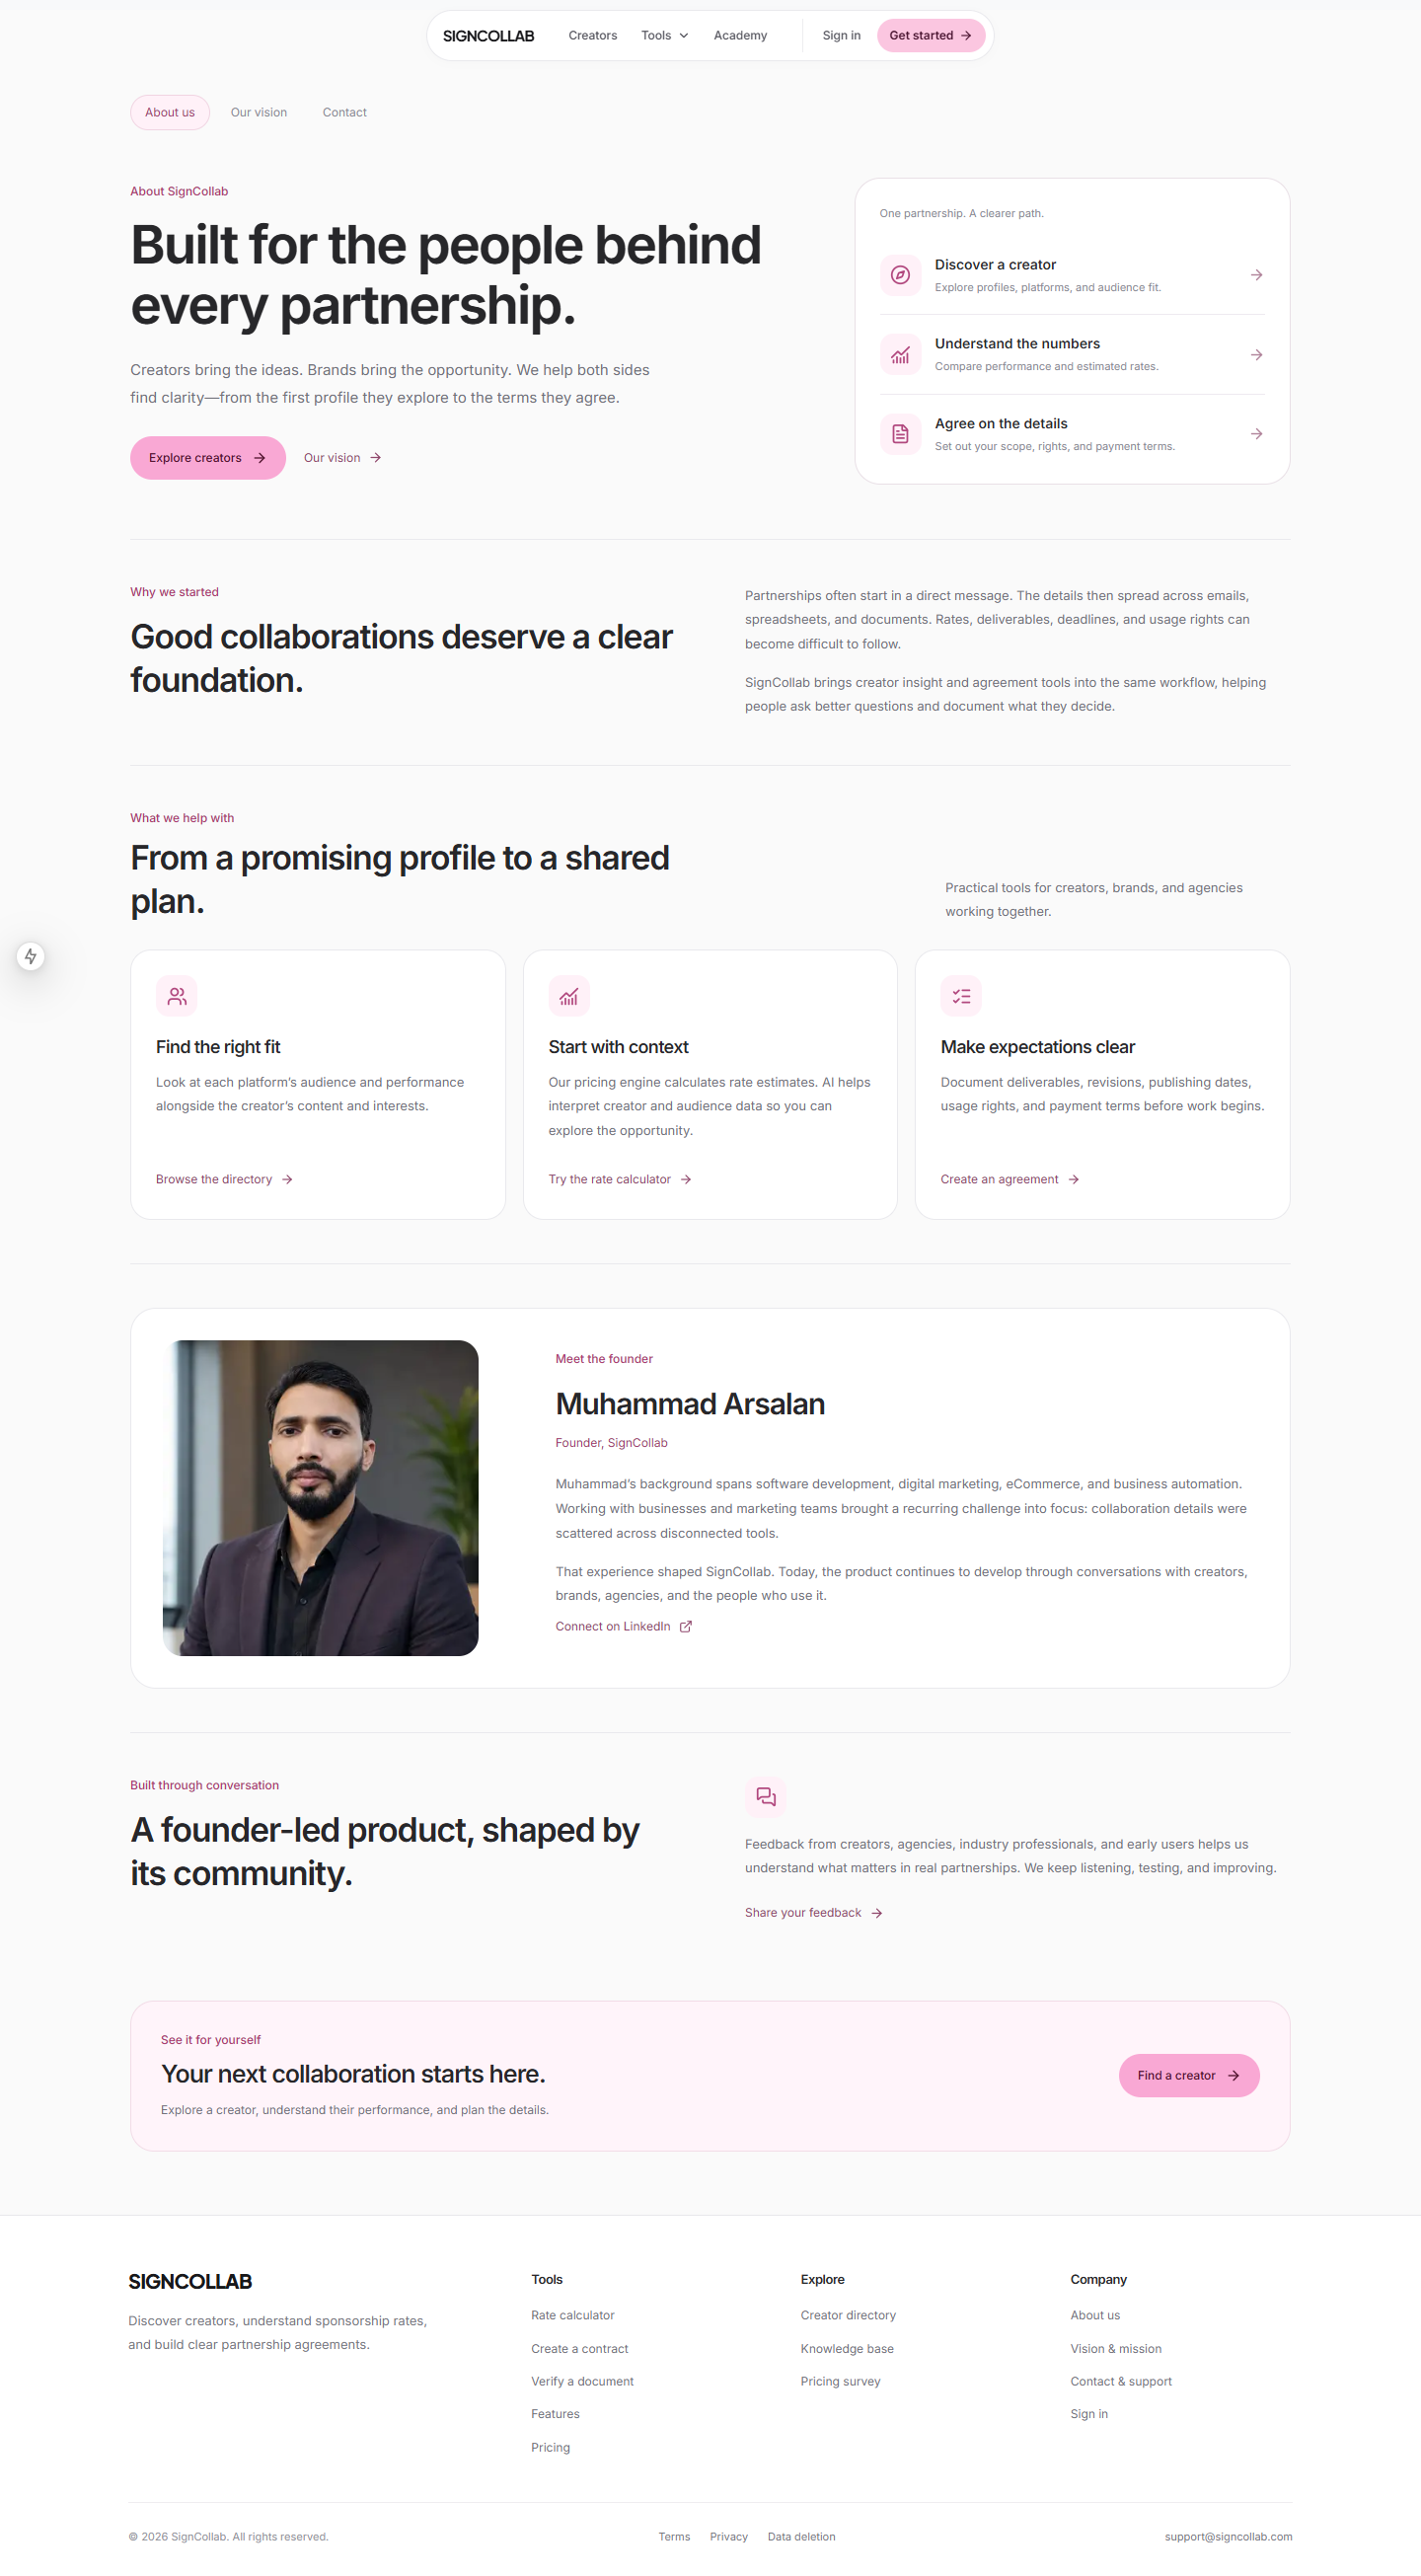 SIGNCOLLAB
Creators
Tools
Academy
Sign in
Get started
About us
Our vision
Contact
About SignCollab
Built for the people behind
every partnership.
Creators bring the ideas. Brands bring the opportunity. We help both sides
find clarity—from the first profile they explore to the terms they agree.
Explore creators
Our vision
One partnership. A clearer path.
Discover a creator
Explore profiles, platforms, and audience fit.
Understand the numbers
Compare performance and estimated rates.
Agree on the details
Set out your scope, rights, and payment terms.
Why we started
Good collaborations deserve a clear
foundation.
Partnerships often start in a direct message. The details then spread across emails,
spreadsheets, and documents. Rates, deliverables, deadlines, and usage rights can
become difficult to follow.
SignCollab brings creator insight and agreement tools into the same workflow, helping
people ask better questions and document what they decide.
What we help with
From a promising profile to a shared
plan.
Practical tools for creators, brands, and agencies
working together.
Find the right fit
Look at each platform’s audience and performance
alongside the creator’s content and interests.
Browse the directory
Start with context
Our pricing engine calculates rate estimates. AI helps
interpret creator and audience data so you can
explore the opportunity.
Try the rate calculator
Make expectations clear
Document deliverables, revisions, publishing dates,
usage rights, and payment terms before work begins.
Create an agreement
Meet the founder
Muhammad Arsalan
Founder, SignCollab
Muhammad’s background spans software development, digital marketing, eCommerce, and business automation.
Working with businesses and marketing teams brought a recurring challenge into focus: collaboration details were
scattered across disconnected tools.
That experience shaped SignCollab. Today, the product continues to develop through conversations with creators,
brands, agencies, and the people who use it.
Connect on LinkedIn
Built through conversation
A founder-led product, shaped by
its community.
Feedback from creators, agencies, industry professionals, and early users helps us
understand what matters in real partnerships. We keep listening, testing, and improving.
Share your feedback
See it for yourself
Your next collaboration starts here.
Explore a creator, understand their performance, and plan the details.
Find a creator
SIGNCOLLAB
Discover creators, understand sponsorship rates,
and build clear partnership agreements.
Tools
Rate calculator
Create a contract
Verify a document
Features
Pricing
Explore
Creator directory
Knowledge base
Pricing survey
Company
About us
Vision & mission
Contact & support
Sign in
© 2026 SignCollab. All rights reserved.
Terms
Privacy
Data deletion
support@signcollab.com